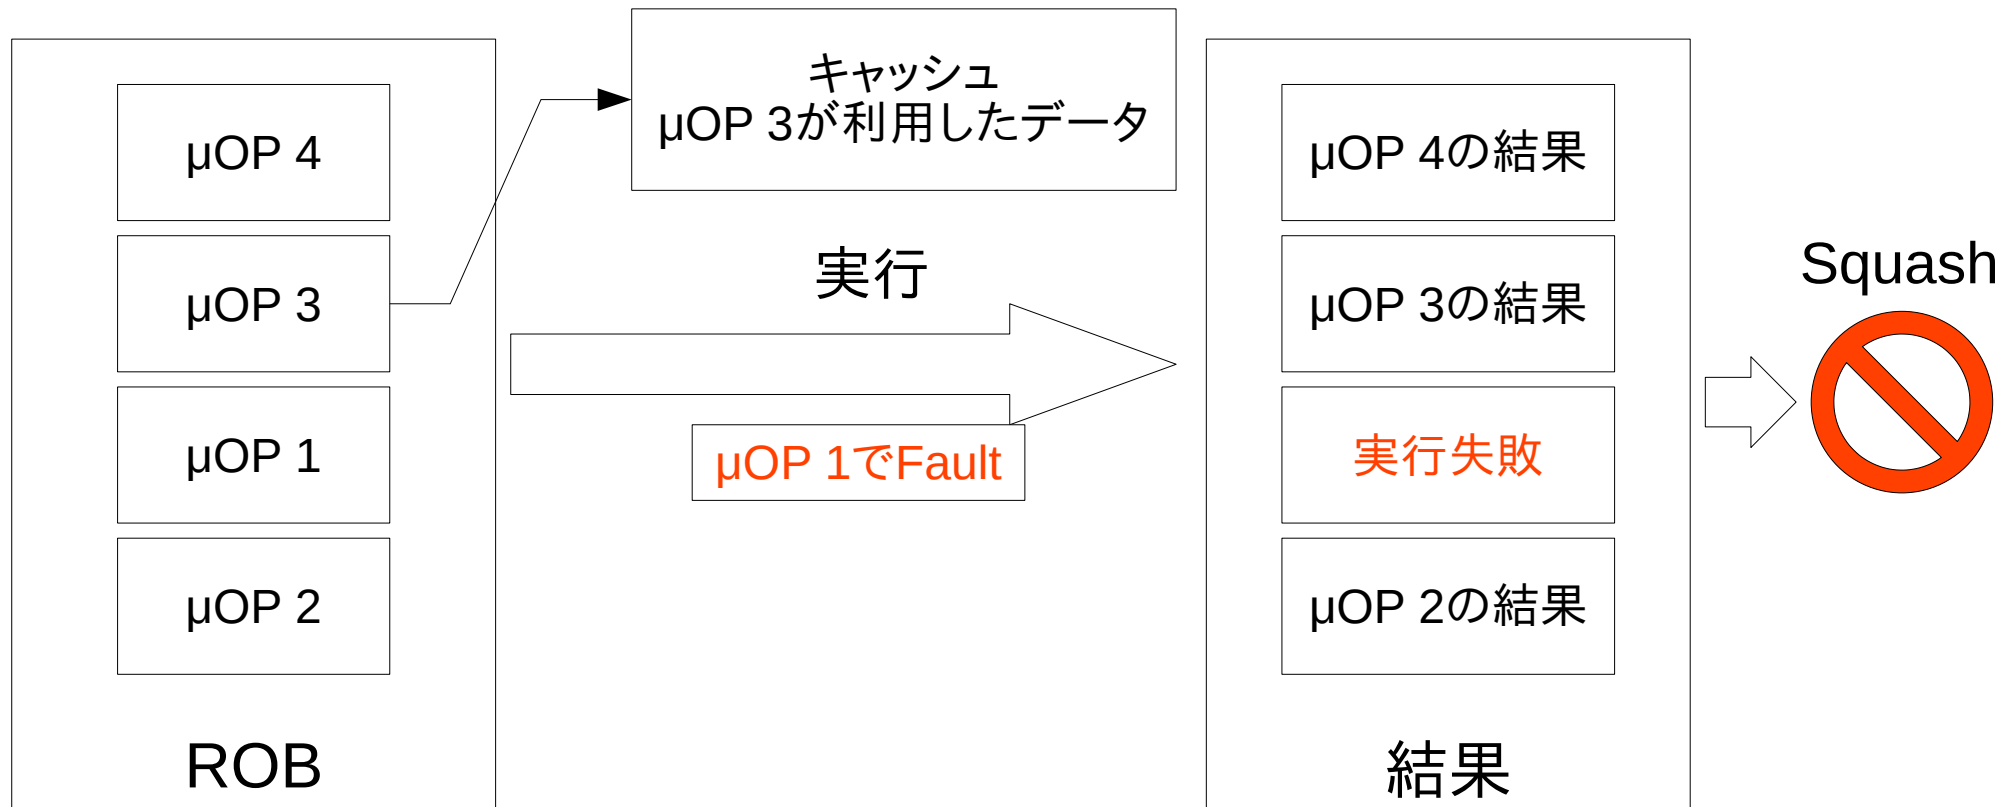 μOP 4
μOP 3
μOP 1
μOP 2
ROB
キャッシュ
μOP 3が利用したデータ
実行
μOP 1でFault
μOP 4の結果
μOP 3の結果
実行失敗
μOP 2の結果
結果
Squash